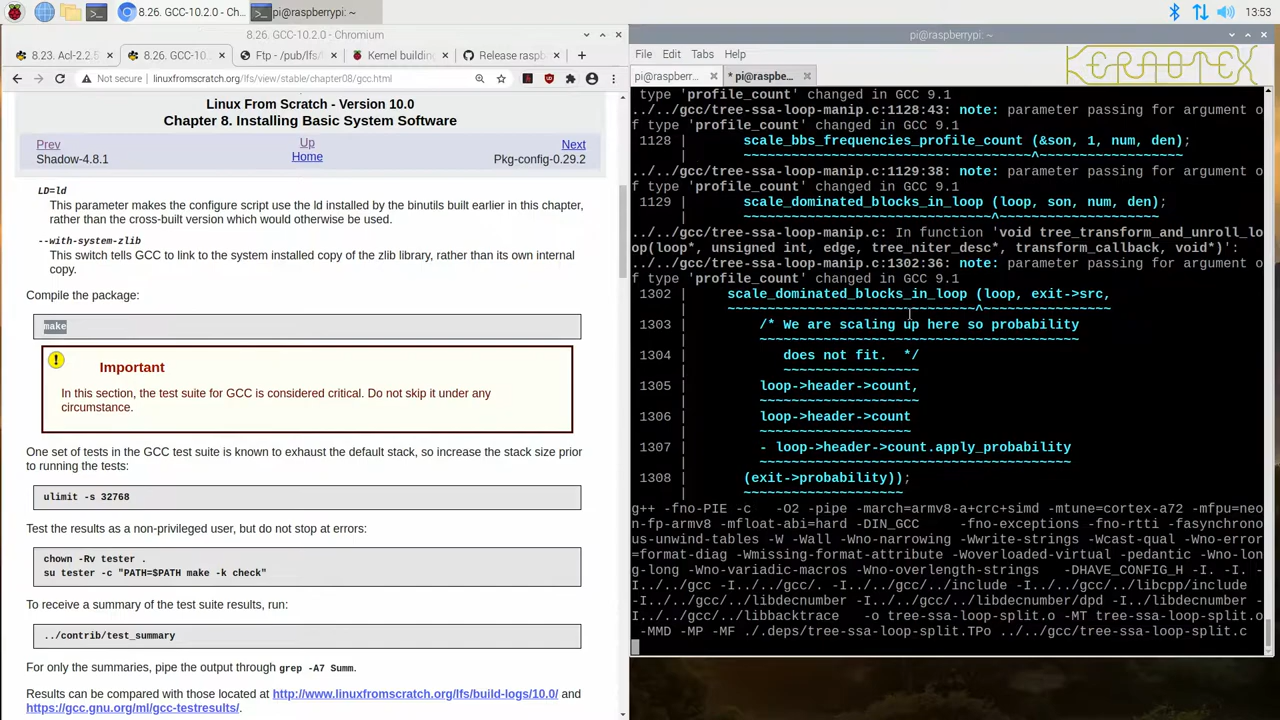 8.26. GCC-10.2.0 - Ch...
pi@raspberrypi: ~
13:53
8.26. GCC-10.2.0 - Chromium
8.23. Acl-2.2.5
8.26. GCC-10
Ftp - pub/lfs/
Kernel building
Release raspb
Not secure | linuxfromscratch.org/lfs/view/stable/chapter08/gcc.html
Linux From Scratch - Version 10.0
Chapter 8. Installing Basic System Software
Prev
Up
Next
Shadow-4.8.1
Home
Pkg-config-0.29.2
LD=ld
This parameter makes the configure script use the ld installed by the binutils built earlier in this chapter,
rather than the cross-built version which would otherwise be used.
--with-system-zlib
This switch tells GCC to link to the system installed copy of the zlib library, rather than its own internal
copy.
Compile the package:
make
Important
In this section, the test suite for GCC is considered critical. Do not skip it under any
circumstance.
One set of tests in the GCC test suite is known to exhaust the default stack, so increase the stack size prior
to running the tests:
ulimit -s 32768
Test the results as a non-privileged user, but do not stop at errors:
chown -Rv tester .
su tester -c "PATH=$PATH make -k check"
To receive a summary of the test suite results, run:
../contrib/test_summary
For only the summaries, pipe the output through grep -A7 Summ.
Results can be compared with those located at http://www.linuxfromscratch.org/lfs/build-logs/10.0/ and
https://gcc.gnu.org/ml/gcc-testresults/.
pi@raspberrypi: ~
File Edit Tabs Help
KERAOTEX
pi@raspberr...
* pi@raspbe...
type 'profile_count' changed in GCC 9.1
../../gcc/tree-ssa-loop-manip.c:1128:43: note: parameter passing for argument o
f type 'profile_count' changed in GCC 9.1
1128 |       scale_bbs_frequencies_profile_count (&son, 1, num, den);
|       ~~~~~~~~~~~~~~~~~~~~~~~~~~~~~~~~~~~~^~~~~~~~~~~~~~~~~~~
../../gcc/tree-ssa-loop-manip.c:1129:38: note: parameter passing for argument o
f type 'profile_count' changed in GCC 9.1
1129 |       scale_dominated_blocks_in_loop (loop, son, num, den);
|       ~~~~~~~~~~~~~~~~~~~~~~~~~~~~~~~^~~~~~~~~~~~~~~~~~~~~
../../gcc/tree-ssa-loop-manip.c: In function 'void tree_transform_and_unroll_lo
op(loop*, unsigned int, edge, tree_niter_desc*, transform_callback, void*)':
../../gcc/tree-ssa-loop-manip.c:1302:36: note: parameter passing for argument o
f type 'profile_count' changed in GCC 9.1
1302 |     scale_dominated_blocks_in_loop (loop, exit->src,
|     ~~~~~~~~~~~~~~~~~~~~~~~~~~~~~~~^~~~~~~~~~~~~~~~~
1303 |         /* We are scaling up here so probability
|         ~~~~~~~~~~~~~~~~~~~~~~~~~~~~~~~~~~~~~~~~
1304 |            does not fit.  */
|            ~~~~~~~~~~~~~~~~~
1305 |         loop->header->count,
|         ~~~~~~~~~~~~~~~~~~~~
1306 |         loop->header->count
|         ~~~~~~~~~~~~~~~~~~~
1307 |         - loop->header->count.apply_probability
|         ~~~~~~~~~~~~~~~~~~~~~~~~~~~~~~~~~~~~~~~
1308 |       (exit->probability));
|       ~~~~~~~~~~~~~~~~~~~~
g++ -fno-PIE -c   -O2 -pipe -march=armv8-a+crc+simd -mtune=cortex-a72 -mfpu=neo
n-fp-armv8 -mfloat-abi=hard -DIN_GCC     -fno-exceptions -fno-rtti -fasynchrono
us-unwind-tables -W -Wall -Wno-narrowing -Wwrite-strings -Wcast-qual -Wno-error
=format-diag -Wmissing-format-attribute -Woverloaded-virtual -pedantic -Wno-lon
g-long -Wno-variadic-macros -Wno-overlength-strings   -DHAVE_CONFIG_H -I. -I. -
I../../gcc -I../../gcc/. -I../../gcc/../include -I../../gcc/../libcpp/include
-I../../gcc/../libdecnumber -I../../gcc/../libdecnumber/dpd -I../libdecnumber -
I../../gcc/../libbacktrace   -o tree-ssa-loop-split.o -MT tree-ssa-loop-split.o
-MMD -MP -MF ./.deps/tree-ssa-loop-split.TPo ../../gcc/tree-ssa-loop-split.c